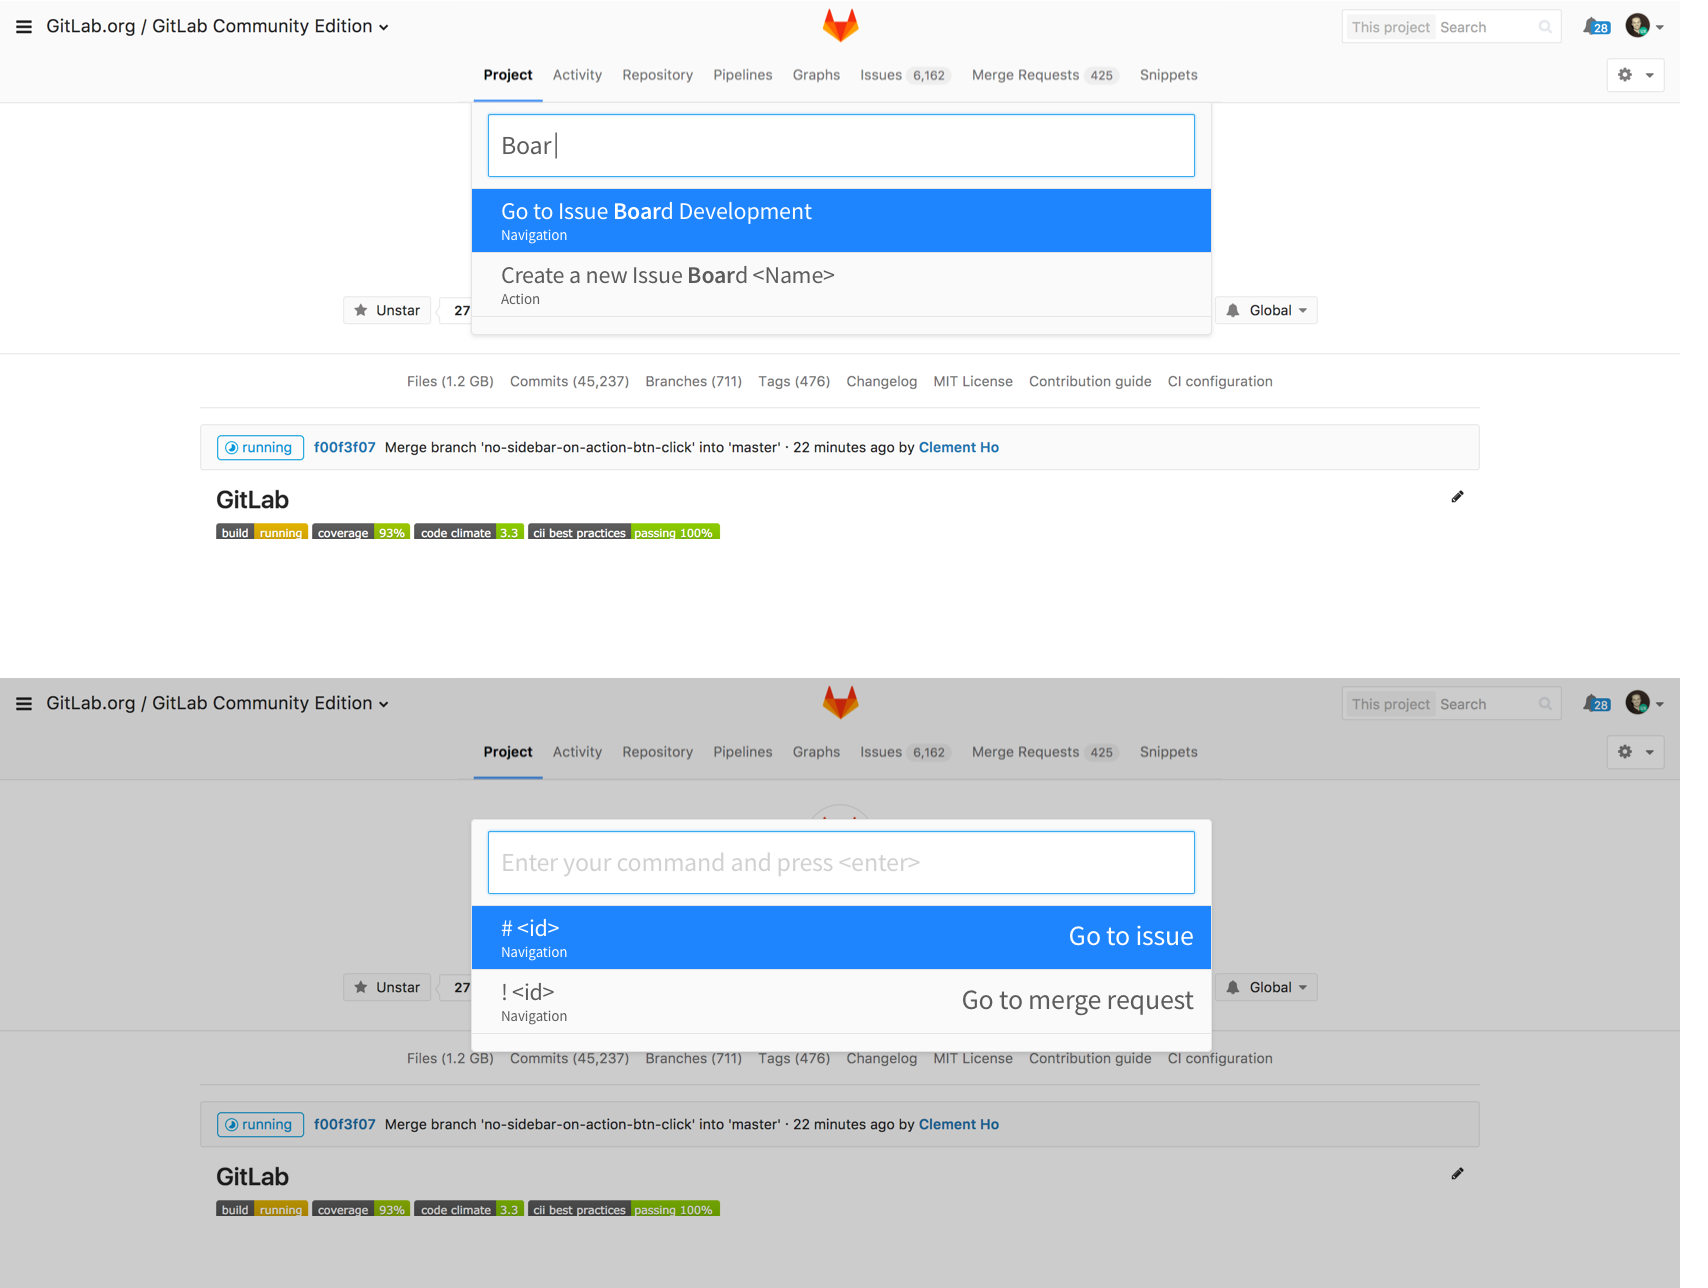 GitLab.org / GitLab Community Edition
This project Search
28
Project Activity Repository Pipelines Graphs Issues 6,162 Merge Requests 425 Snippets
Boar
Go to Issue Board Development
Navigation
Create a new Issue Board <Name>
Action
Unstar 27 Global
Files (1.2 GB) Commits (45,237) Branches (711) Tags (476) Changelog MIT License Contribution guide CI configuration
running f00f3f07 Merge branch 'no-sidebar-on-action-btn-click' into 'master' · 22 minutes ago by Clement Ho
GitLab
build running coverage 93% code climate 3.3 cii best practices passing 100%
GitLab.org / GitLab Community Edition
This project Search
28
Project Activity Repository Pipelines Graphs Issues 6,162 Merge Requests 425 Snippets
Enter your command and press <enter>
# <id> Go to issue
Navigation
! <id> Go to merge request
Navigation
Unstar 27 Global
Files (1.2 GB) Commits (45,237) Branches (711) Tags (476) Changelog MIT License Contribution guide CI configuration
running f00f3f07 Merge branch 'no-sidebar-on-action-btn-click' into 'master' · 22 minutes ago by Clement Ho
GitLab
build running coverage 93% code climate 3.3 cii best practices passing 100%